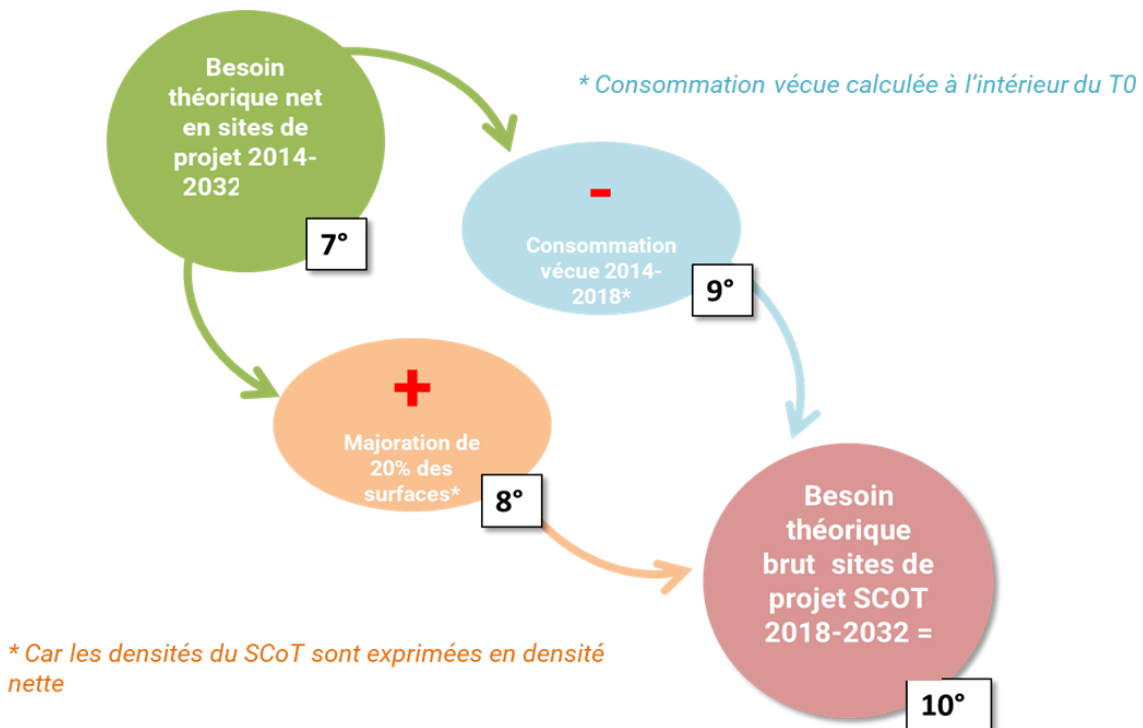 Besoin
théorique net
en sites de
projet 2014-
2032
7°
* Consommation vécue calculée à l'intérieur du T0
-
Consommation
vécue 2014-
2018*
9°
+
Majoration de
20% des
surfaces*
8°
Besoin
théorique
brut sites de
projet SCOT
2018-2032 =
10°
* Car les densités du SCoT sont exprimées en densité
nette